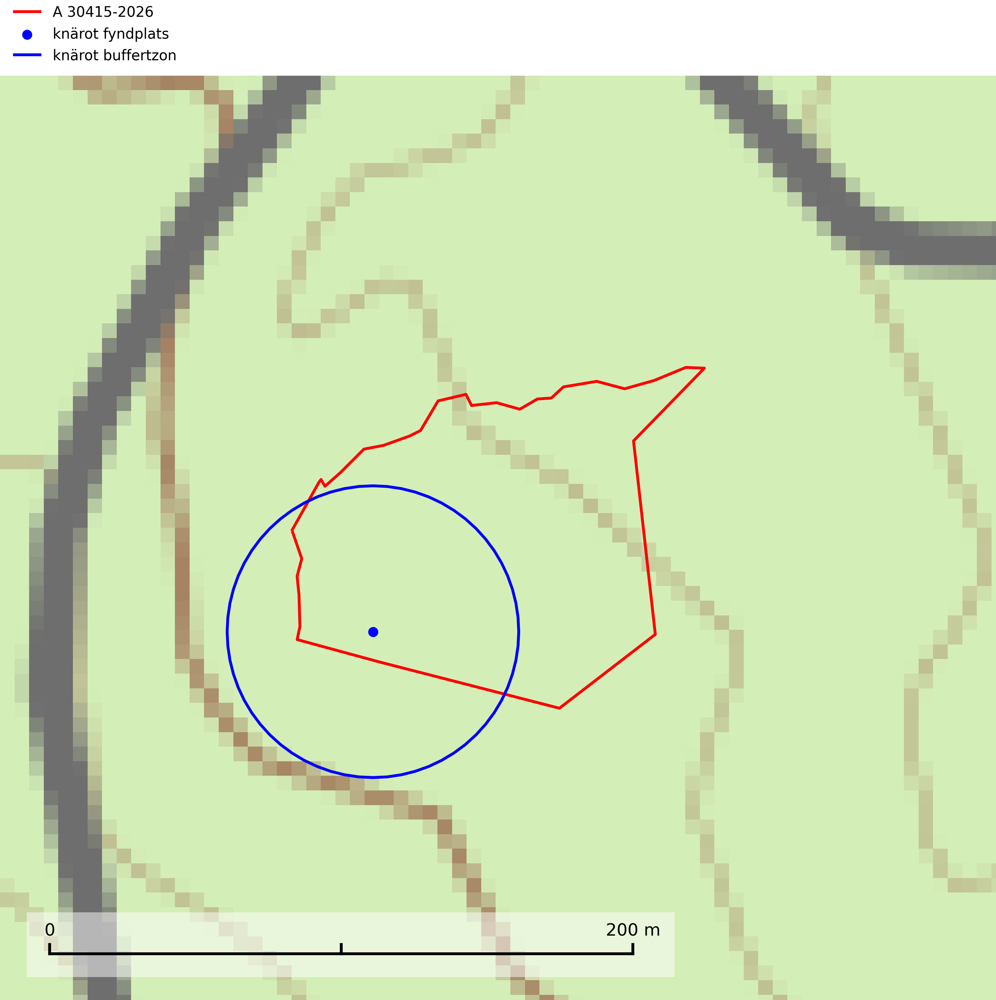 A 30415-2026
knärot fyndplats
knärot buffertzon
0 200 m